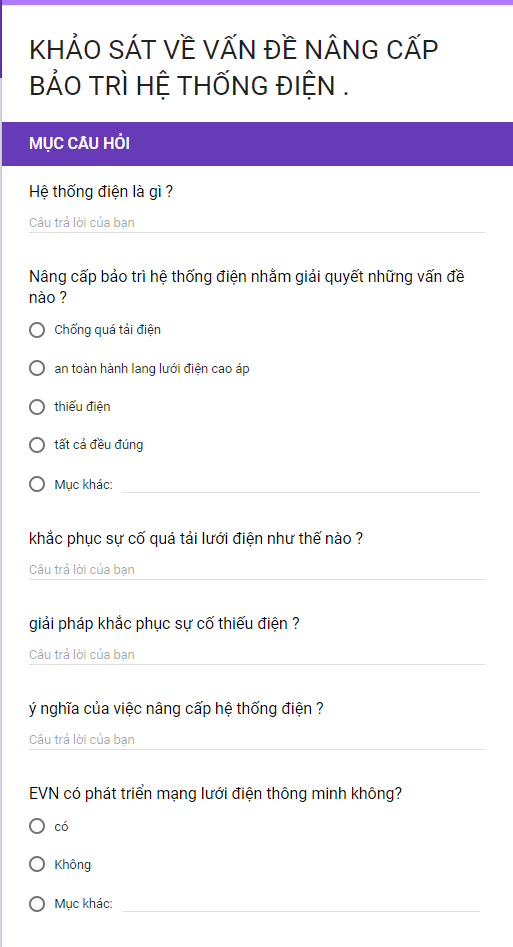 KHẢO SÁT VỀ VẤN ĐỀ NÂNG CẤP
BẢO TRÌ HỆ THỐNG ĐIỆN .
MỤC CÂU HỎI
Hệ thống điện là gì ?
Câu trả lời của bạn
Nâng cấp bảo trì hệ thống điện nhằm giải quyết những vấn đề
nào ?
Chống quá tải điện
an toàn hành lang lưới điện cao áp
thiếu điện
tất cả đều đúng
Mục khác:
khắc phục sự cố quá tải lưới điện như thế nào ?
Câu trả lời của bạn
giải pháp khắc phục sự cố thiếu điện ?
Câu trả lời của bạn
ý nghĩa của việc nâng cấp hệ thống điện ?
Câu trả lời của bạn
EVN có phát triển mạng lưới điện thông minh không?
có
Không
Mục khác: